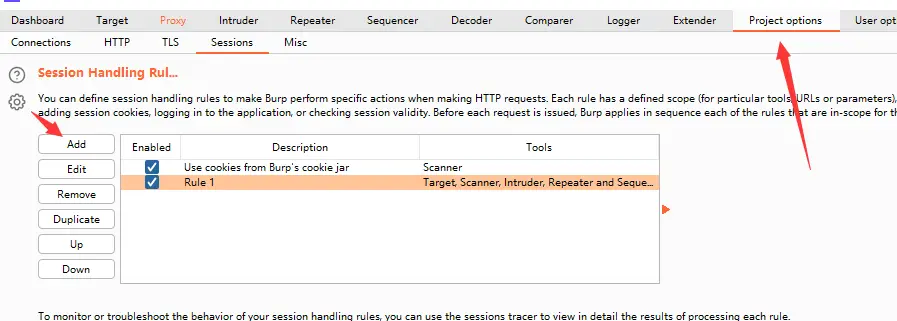 Dashboard Target Proxy Intruder Repeater Sequencer Decoder Comparer Logger Extender Project options User opti
Connections HTTP TLS Sessions Misc
? Session Handling Rul...
You can define session handling rules to make Burp perform specific actions when making HTTP requests. Each rule has a defined scope (for particular tools, URLs or parameters),
adding session cookies, logging in to the application, or checking session validity. Before each request is issued, Burp applies in sequence each of the rules that are in-scope for th
Add
Edit
Remove
Duplicate
Up
Down
Enabled Description Tools
Use cookies from Burp's cookie jar Scanner
Rule 1 Target, Scanner, Intruder, Repeater and Seque...
To monitor or troubleshoot the behavior of your session handling rules, you can use the sessions tracer to view in detail the results of processing each rule.